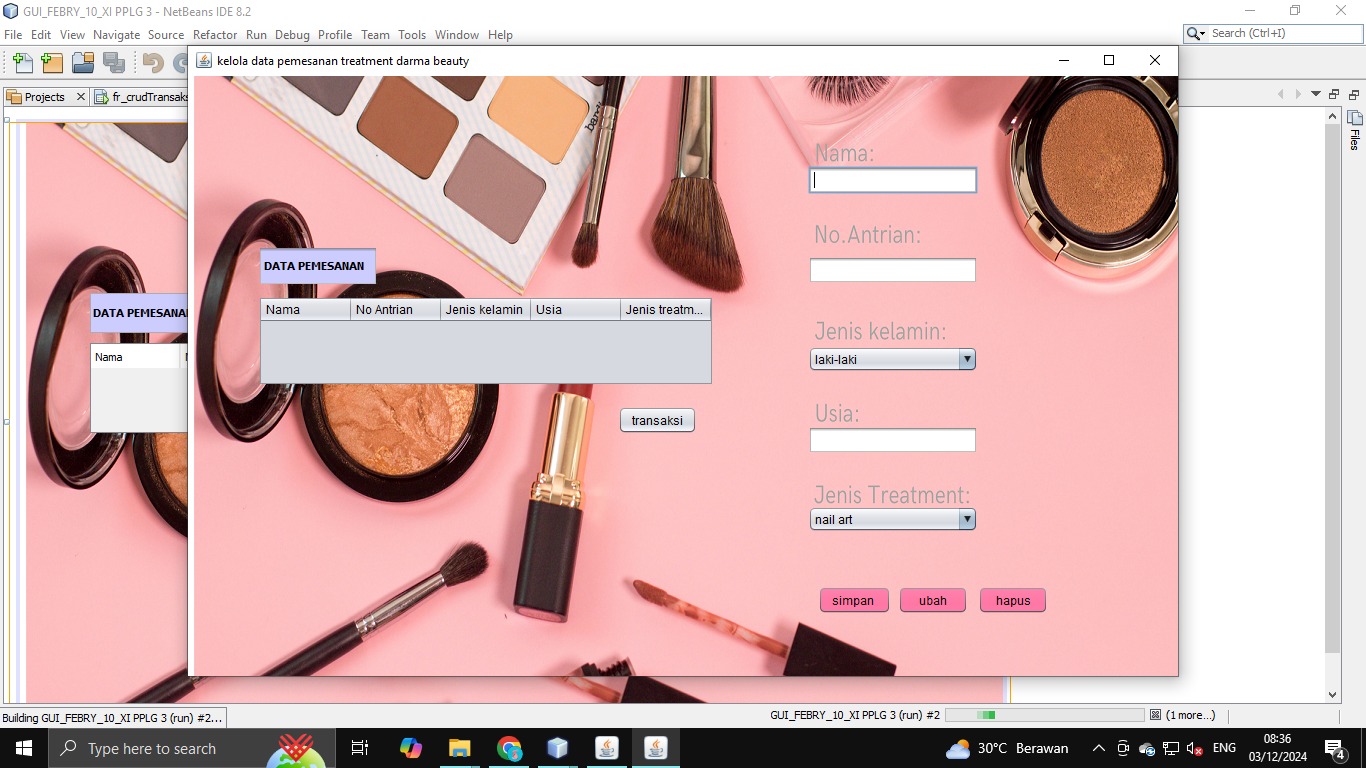 GUI_FEBRY_10_XI PPLG 3 - NetBeans IDE 8.2
File Edit View Navigate Source Refactor Run Debug Profile Team Tools Window Help
Search (Ctrl+I)
kelola data pemesanan treatment darma beauty
Projects
fr_crudTransaks
Files
Nama:
No.Antrian:
DATA PEMESANAN
Nama No Antrian Jenis kelamin Usia Jenis treatm...
Jenis kelamin:
laki-laki
DATA PEMESANA
Nama
Usia:
transaksi
Jenis Treatment:
nail art
simpan ubah hapus
Building GUI_FEBRY_10_XI PPLG 3 (run) #2...
GUI_FEBRY_10_XI PPLG 3 (run) #2
(1 more...)
Type here to search
30°C Berawan
ENG
08:36
03/12/2024
4